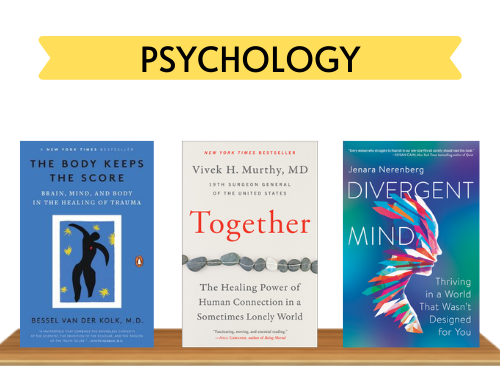 PSYCHOLOGY
A NEW YORK TIMES BESTSELLER
THE BODY KEEPS
THE SCORE
BRAIN, MIND, AND BODY
IN THE HEALING OF TRAUMA
BESSEL VAN DER KOLK, M.D.
NEW YORK TIMES BESTSELLER
Vivek H. Murthy, MD
19TH SURGEON GENERAL
OF THE UNITED STATES
Together
The Healing Power of
Human Connection in a
Sometimes Lonely World
Jenara Nerenberg
DIVERGENT
MIND
Thriving
in a World
That Wasn't
Designed
for You